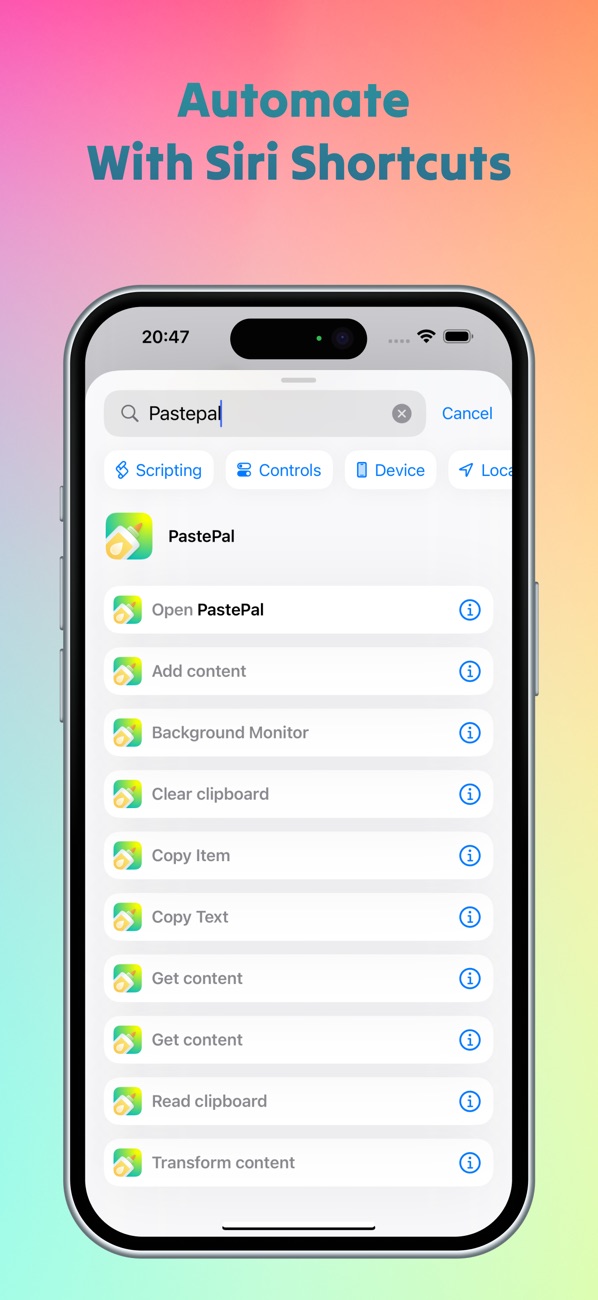 Automate
With Siri Shortcuts
20:47
Pastepal
Cancel
Scripting
Controls
Device
Loca
PastePal
Open PastePal
Add content
Background Monitor
Clear clipboard
Copy Item
Copy Text
Get content
Get content
Read clipboard
Transform content